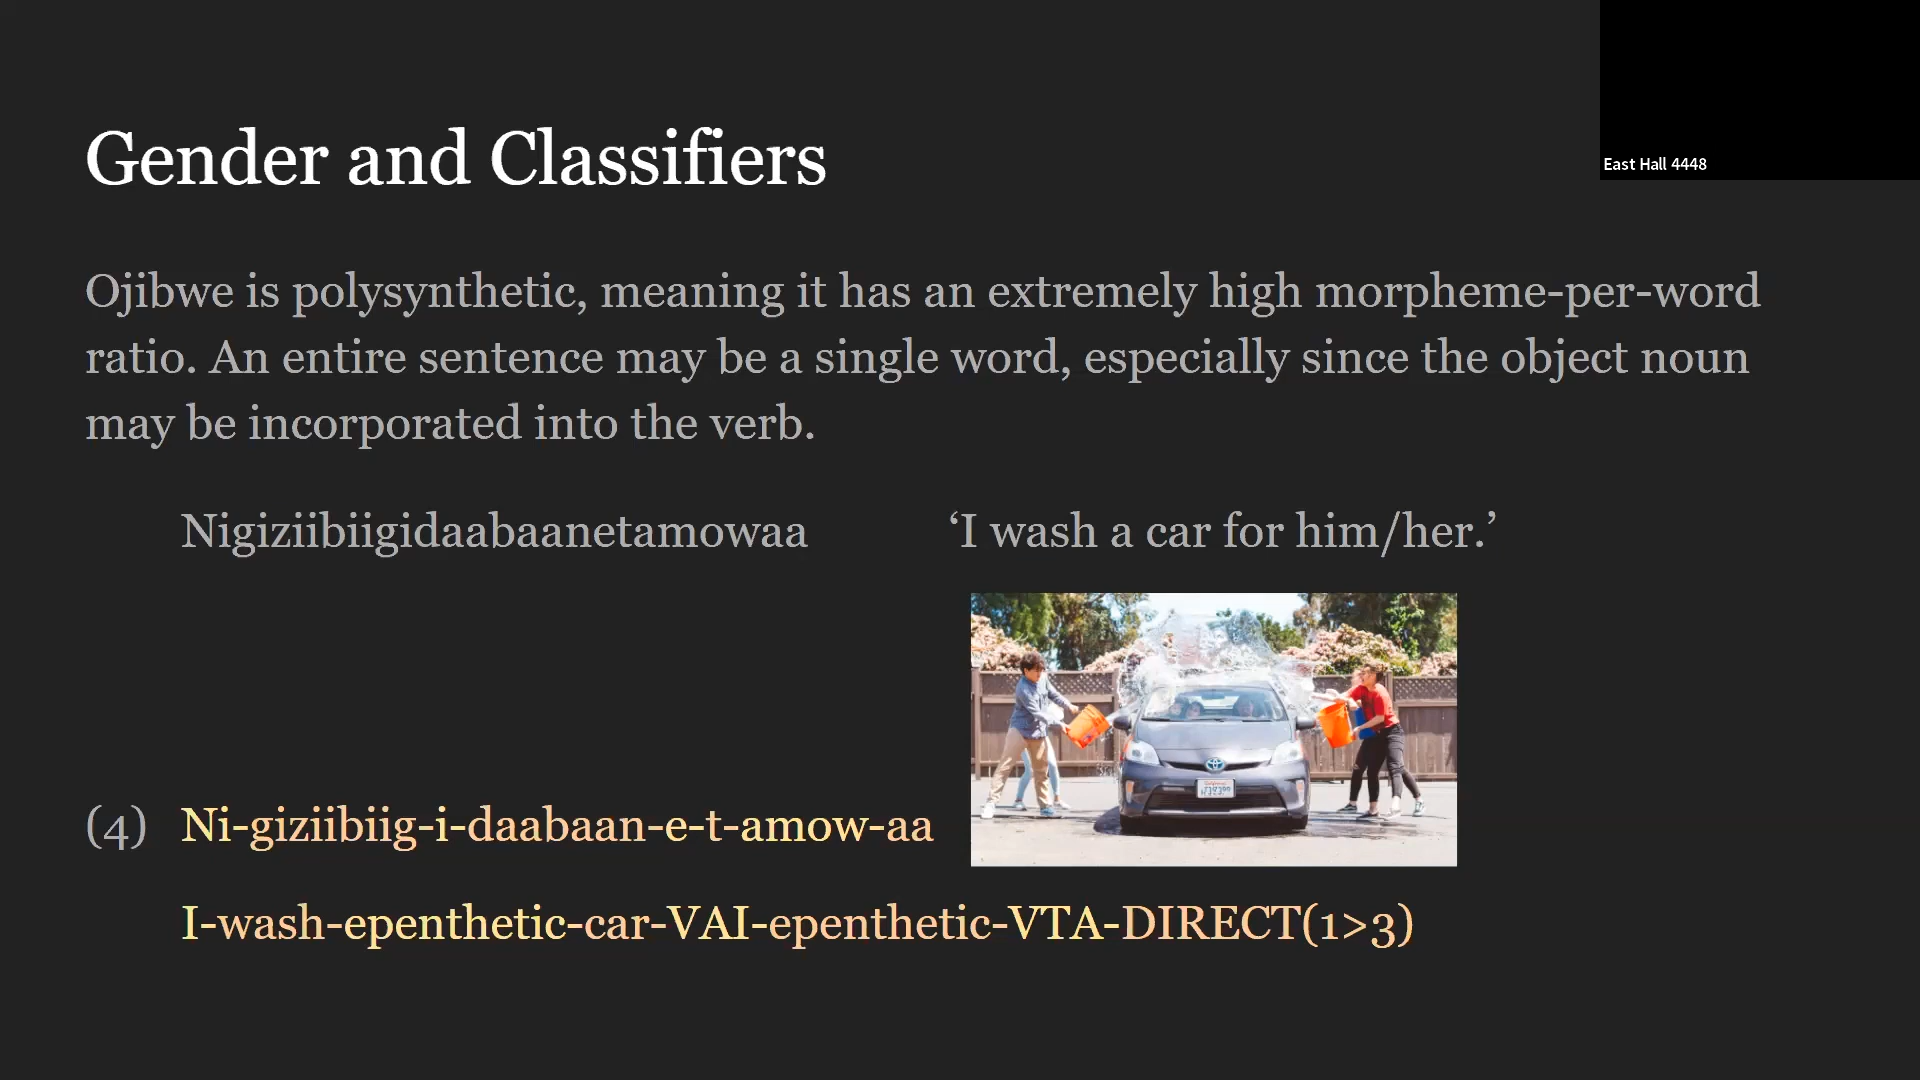 East Hall 4448
Gender and Classifiers
Ojibwe is polysynthetic, meaning it has an extremely high morpheme-per-word
ratio. An entire sentence may be a single word, especially since the object noun
may be incorporated into the verb.
Nigiziibiigidaabaanetamowaa ‘I wash a car for him/her.’
(4) Ni-giziibiig-i-daabaan-e-t-amow-aa
I-wash-epenthetic-car-VAI-epenthetic-VTA-DIRECT(1>3)